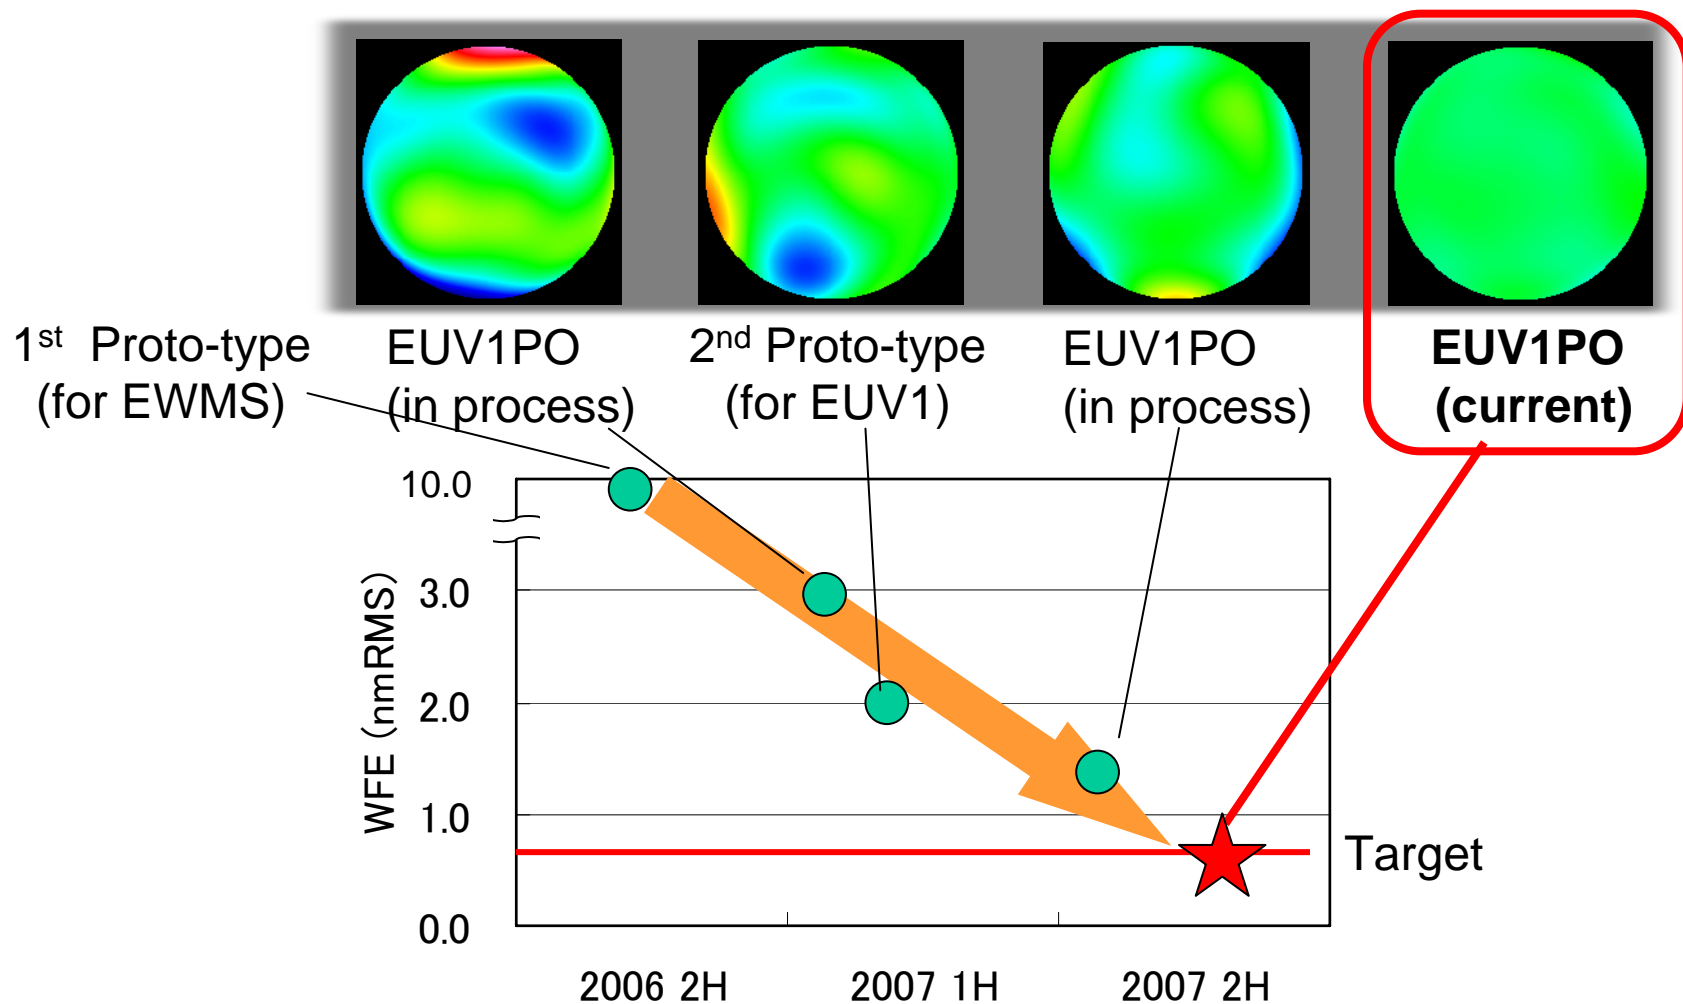 1st Proto-type
(for EWMS)
EUV1PO
(in process)
2nd Proto-type
(for EUV1)
EUV1PO
(in process)
EUV1PO
(current)
10.0
3.0
2.0
1.0
0.0
WFE (nmRMS)
Target
2006 2H
2007 1H
2007 2H